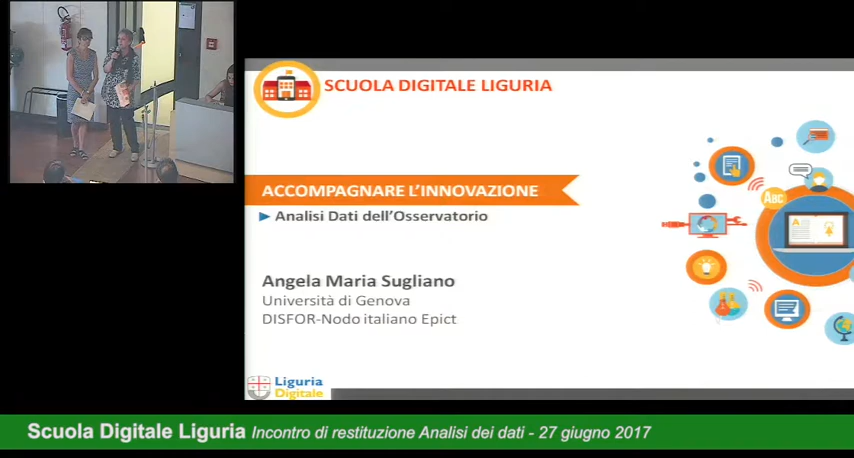 SCUOLA DIGITALE LIGURIA
ACCOMPAGNARE L'INNOVAZIONE
Analisi Dati dell'Osservatorio
ABC
A
Angela Maria Sugliano
Università di Genova
DISFOR-Nodo italiano Epict
Liguria
Digitale
Scuola Digitale Liguria Incontro di restituzione Analisi dei dati - 27 giugno 2017